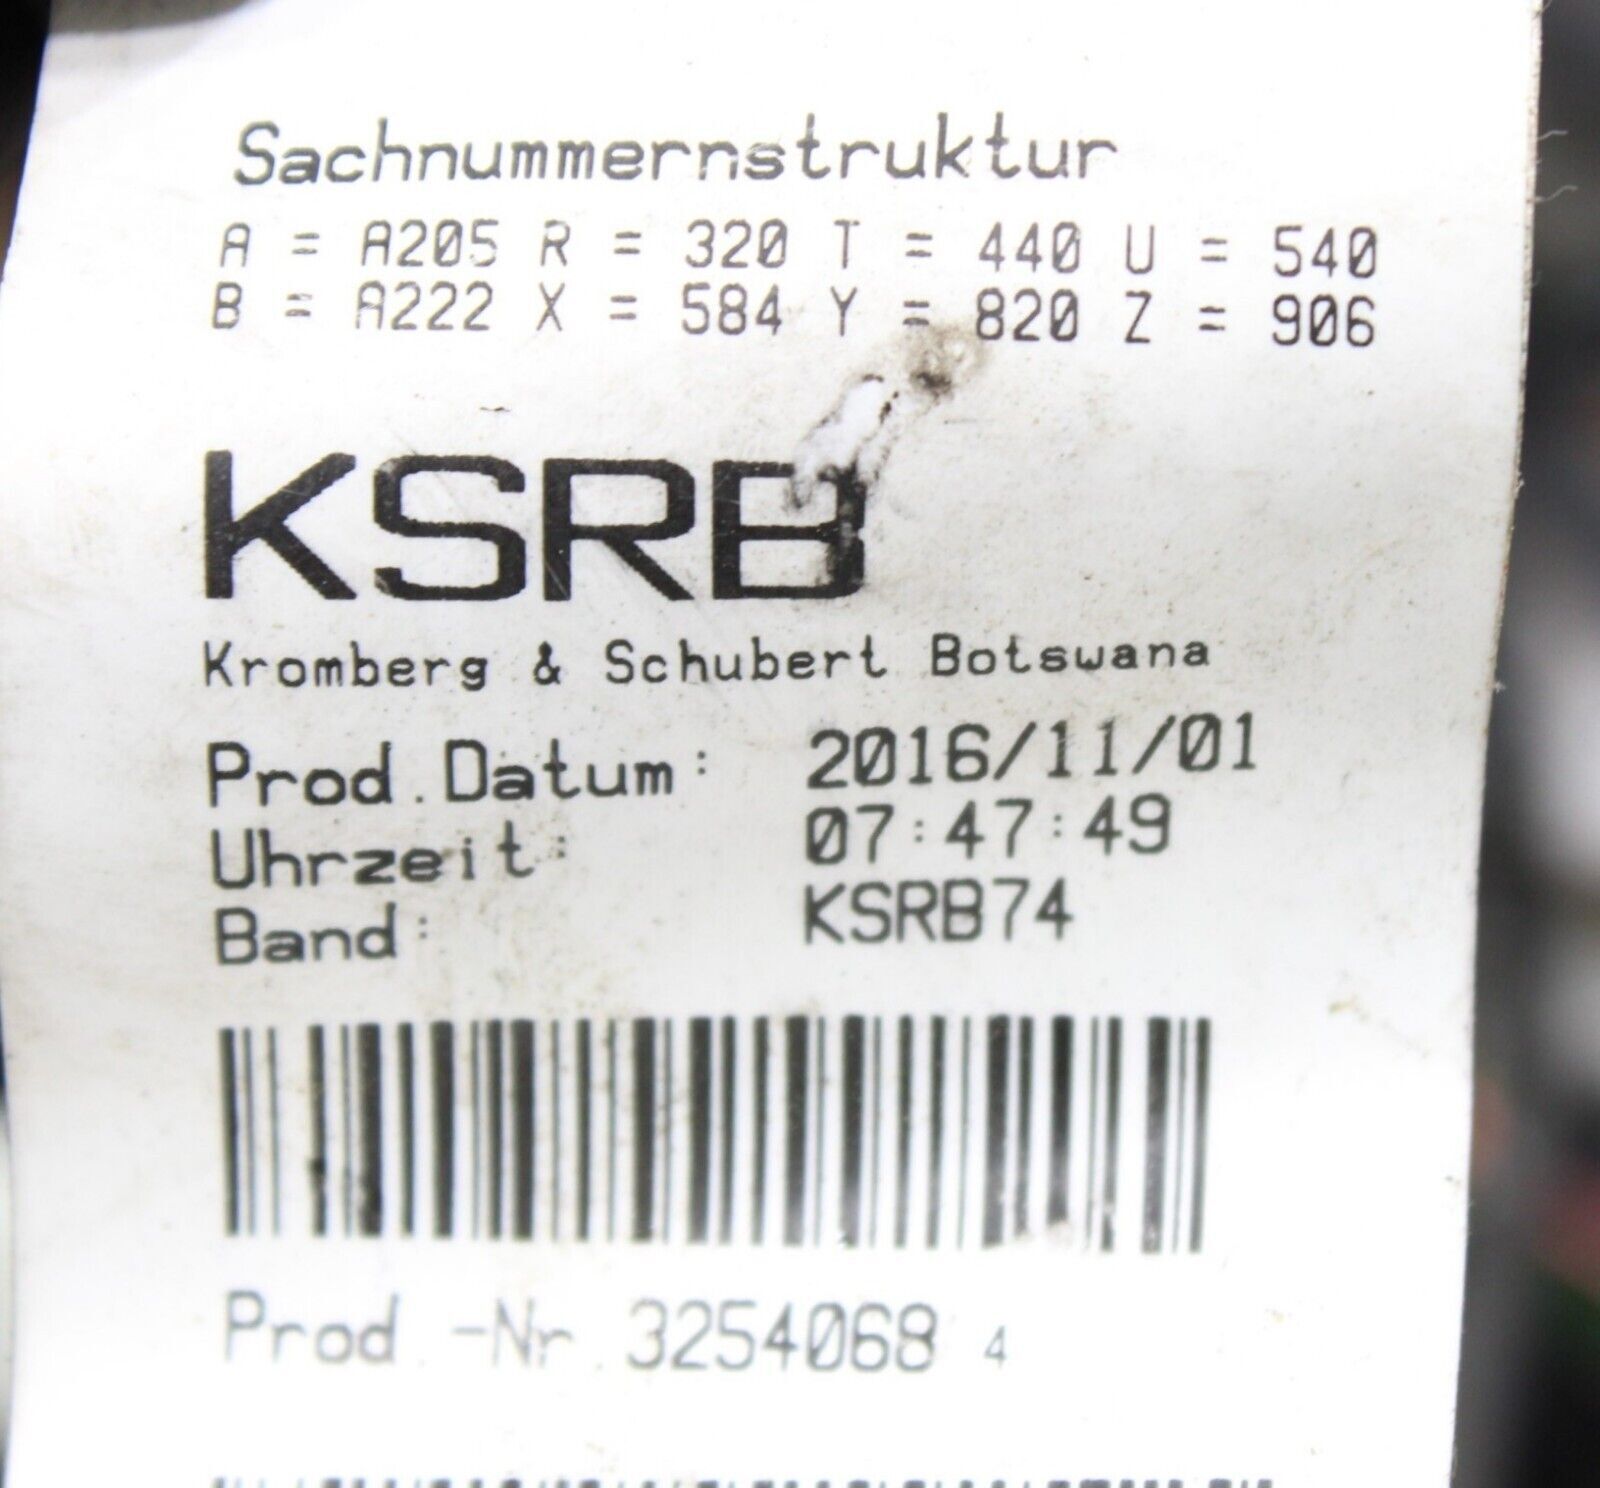 Sachnummernstruktur
A = A205 R = 320 T = 440 U = 540
B = A222 X = 584 Y = 820 Z = 906
KSRB
Kromberg & Schubert Botswana
Prod.Datum: 2016/11/01
Uhrzeit: 07:47:49
Band: KSRB74
Prod.-Nr.3254068 4